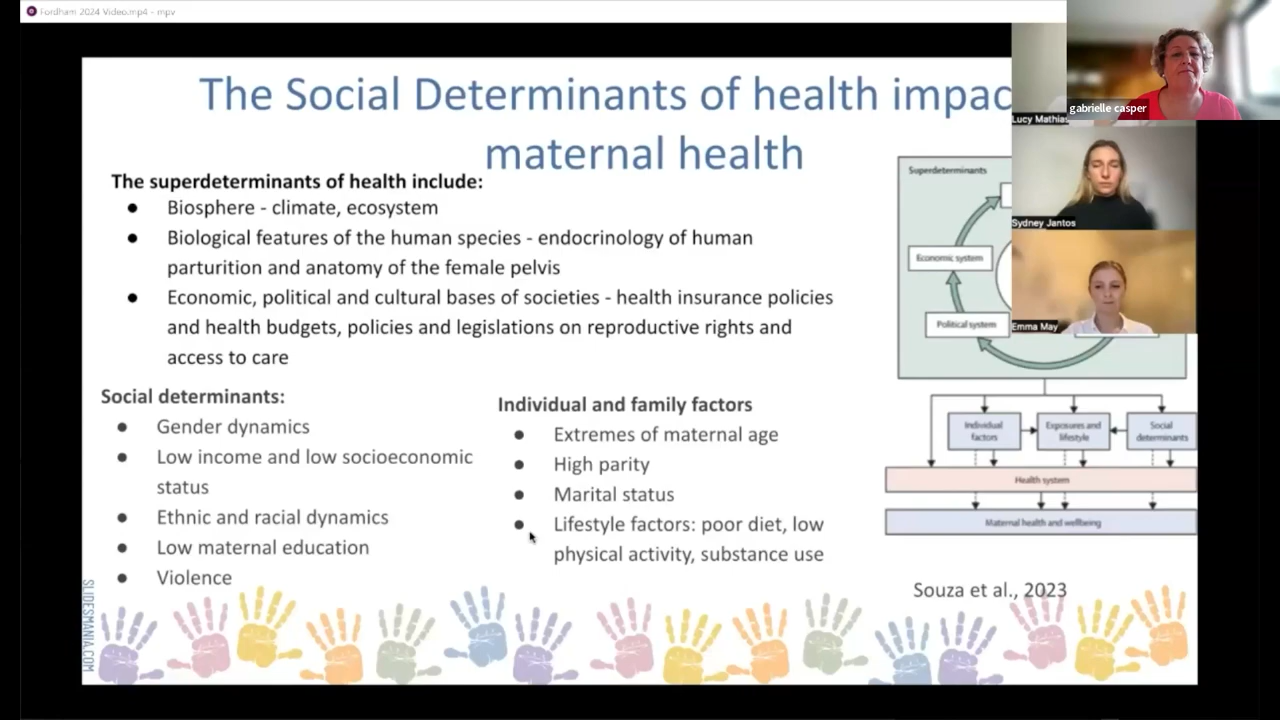 Fordham 2024 Video.mp4 - mpv
The Social Determinants of health impac
maternal health
The superdeterminants of health include:
● Biosphere - climate, ecosystem
● Biological features of the human species - endocrinology of human
parturition and anatomy of the female pelvis
● Economic, political and cultural bases of societies - health insurance policies
and health budgets, policies and legislations on reproductive rights and
access to care
Social determinants:
● Gender dynamics
● Low income and low socioeconomic
status
● Ethnic and racial dynamics
● Low maternal education
● Violence
Individual and family factors
● Extremes of maternal age
● High parity
● Marital status
● Lifestyle factors: poor diet, low
physical activity, substance use
Superdeterminants
Economic system
Political system
Individual
factors
Exposures and
lifestyle
Social
determinants
Health system
Maternal health and wellbeing
Souza et al., 2023
SLIDESMANIA.COM
gabrielle casper
Lucy Mathias
Sydney Jantos
Emma May